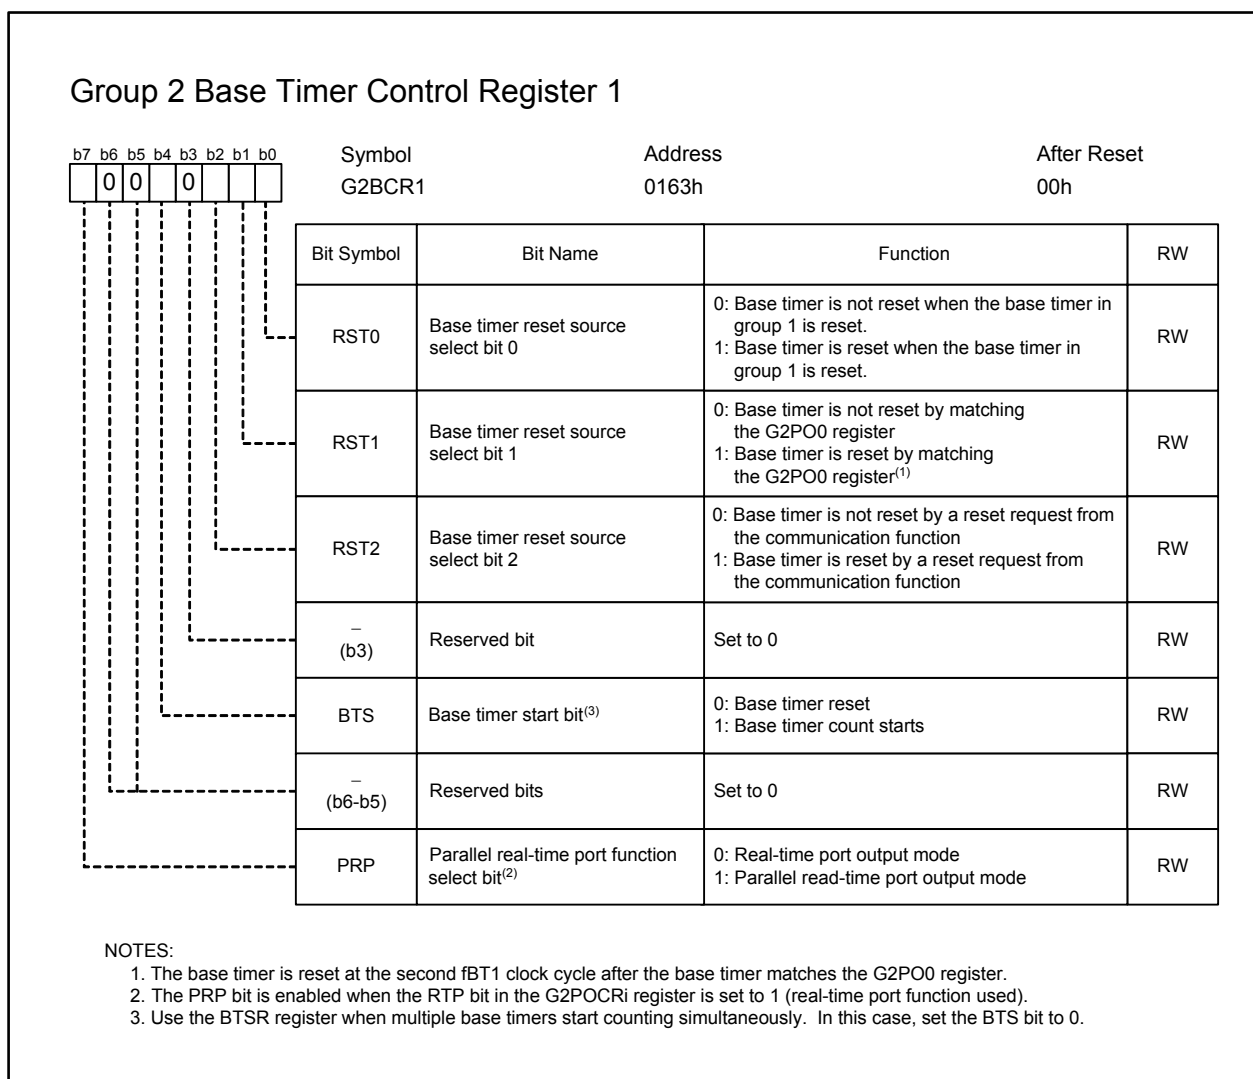 Group 2 Base Timer Control Register 1
b7 b6 b5 b4 b3 b2 b1 b0
0 0 0
Symbol Address After Reset
G2BCR1 0163h 00h
Bit Symbol Bit Name Function RW
RST0
Base timer reset source
select bit 0
0: Base timer is not reset when the base timer in
group 1 is reset.
1: Base timer is reset when the base timer in
group 1 is reset.
RW
RST1
Base timer reset source
select bit 1
0: Base timer is not reset by matching
the G2PO0 register
1: Base timer is reset by matching
the G2PO0 register(1)
RW
RST2
Base timer reset source
select bit 2
0: Base timer is not reset by a reset request from
the communication function
1: Base timer is reset by a reset request from
the communication function
RW
–
(b3)
Reserved bit
Set to 0
RW
BTS
Base timer start bit(3)
0: Base timer reset
1: Base timer count starts
RW
–
(b6-b5)
Reserved bits
Set to 0
RW
PRP
Parallel real-time port function
select bit(2)
0: Real-time port output mode
1: Parallel read-time port output mode
RW
NOTES:
1. The base timer is reset at the second fBT1 clock cycle after the base timer matches the G2PO0 register.
2. The PRP bit is enabled when the RTP bit in the G2POCRi register is set to 1 (real-time port function used).
3. Use the BTSR register when multiple base timers start counting simultaneously. In this case, set the BTS bit to 0.